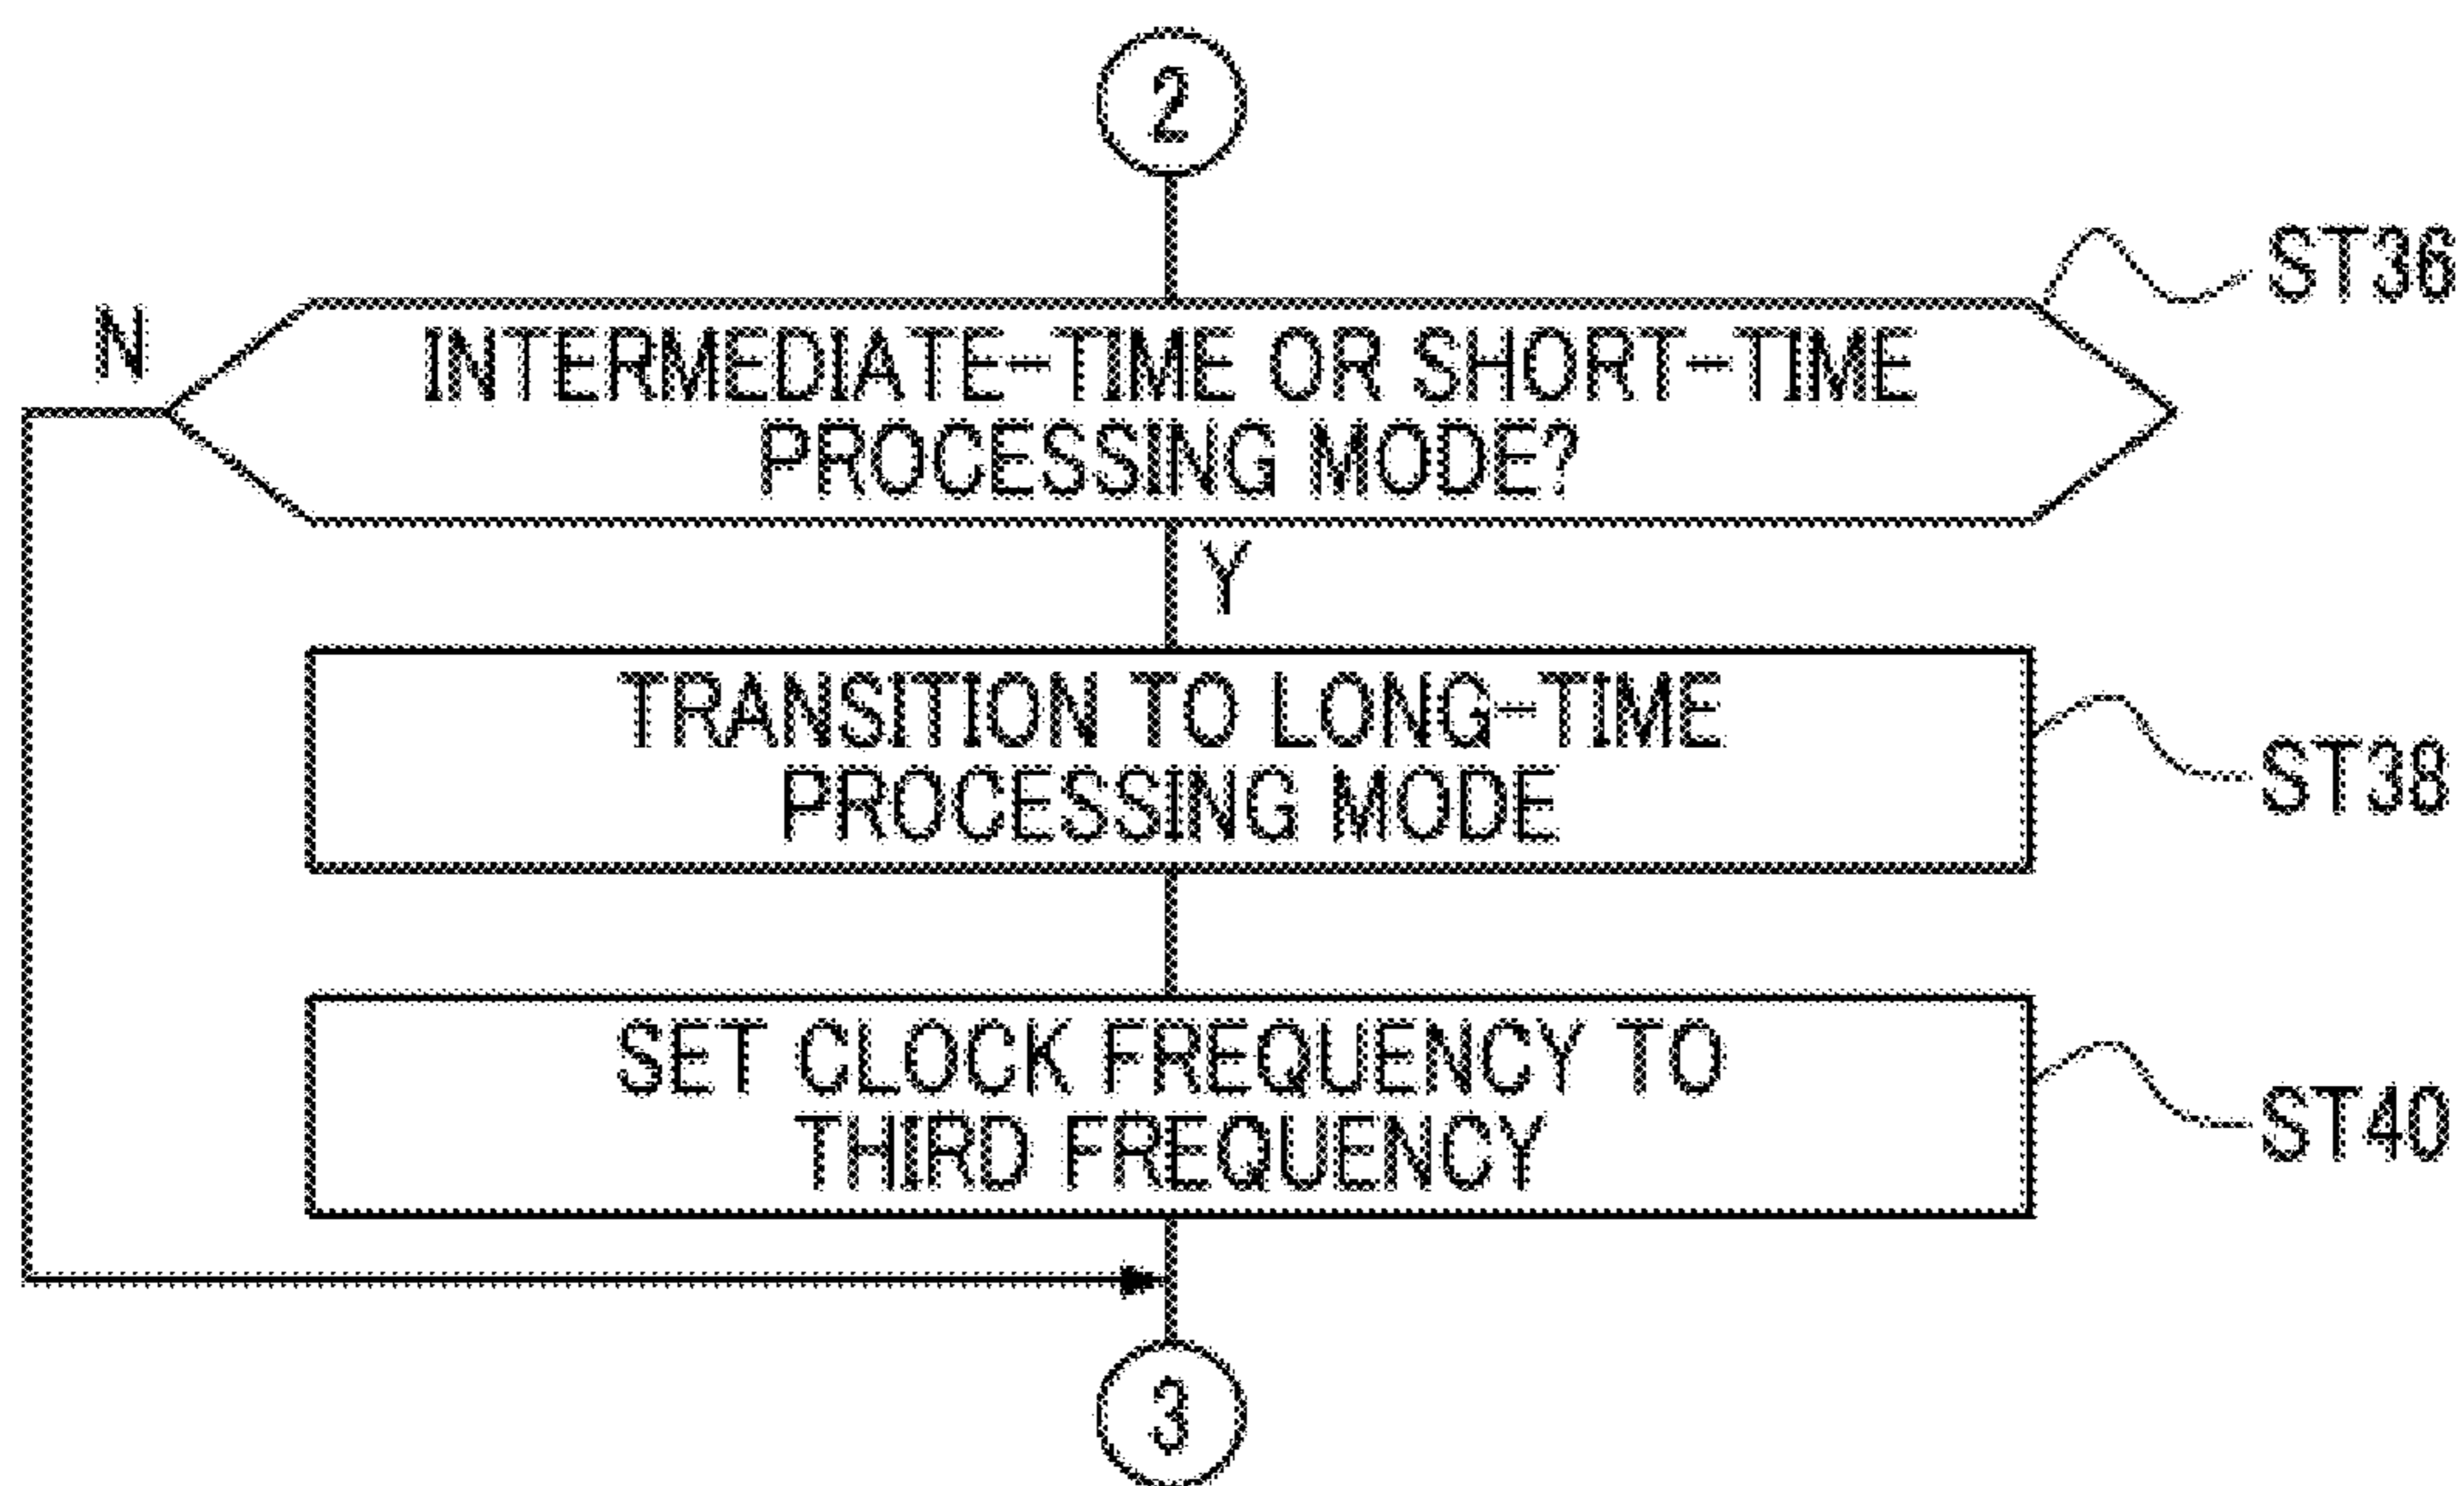 2
ST36
N
INTERMEDIATE-TIME OR SHORT-TIME
PROCESSING MODE?
Y
TRANSITION TO LONG-TIME
PROCESSING MODE
ST38
SET CLOCK FREQUENCY TO
THIRD FREQUENCY
ST40
3